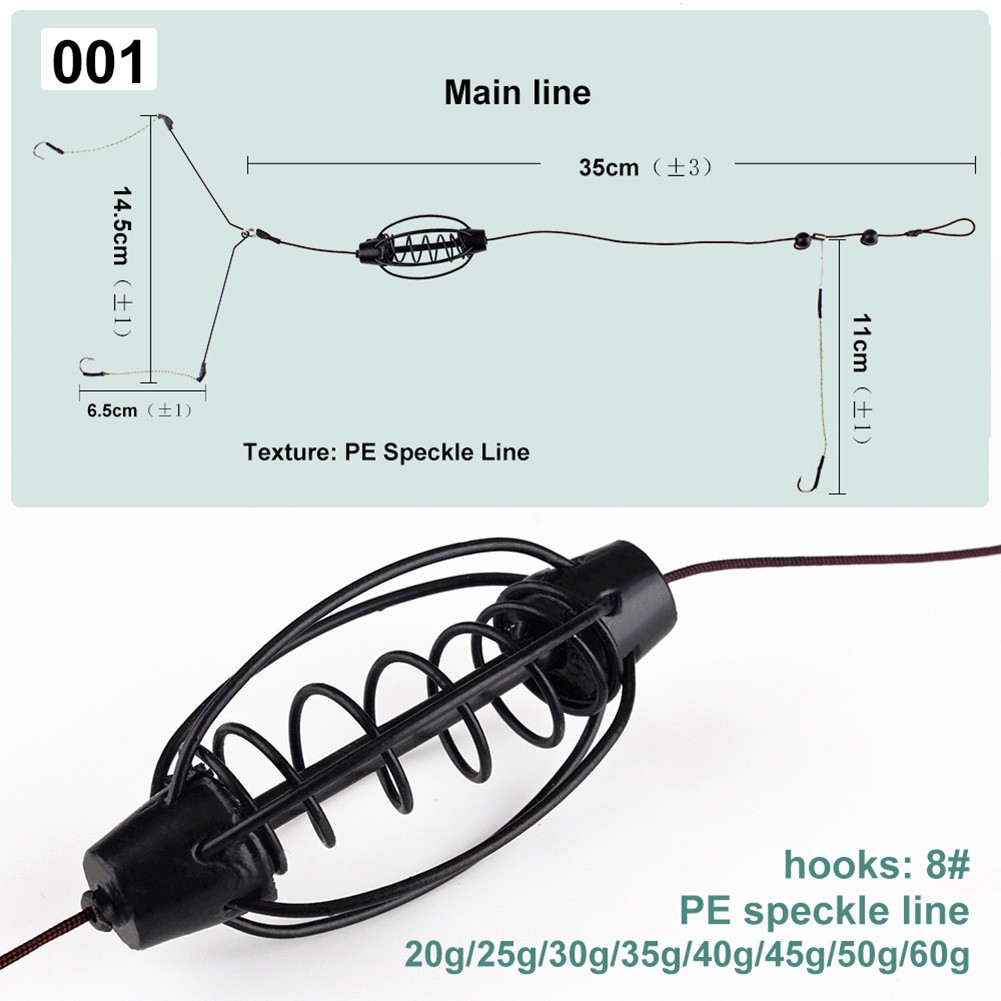 001
Main line
35cm（±3）
14.5cm（±1）
11cm（±1）
6.5cm（±1）
Texture: PE Speckle Line
hooks: 8#
PE speckle line
20g/25g/30g/35g/40g/45g/50g/60g